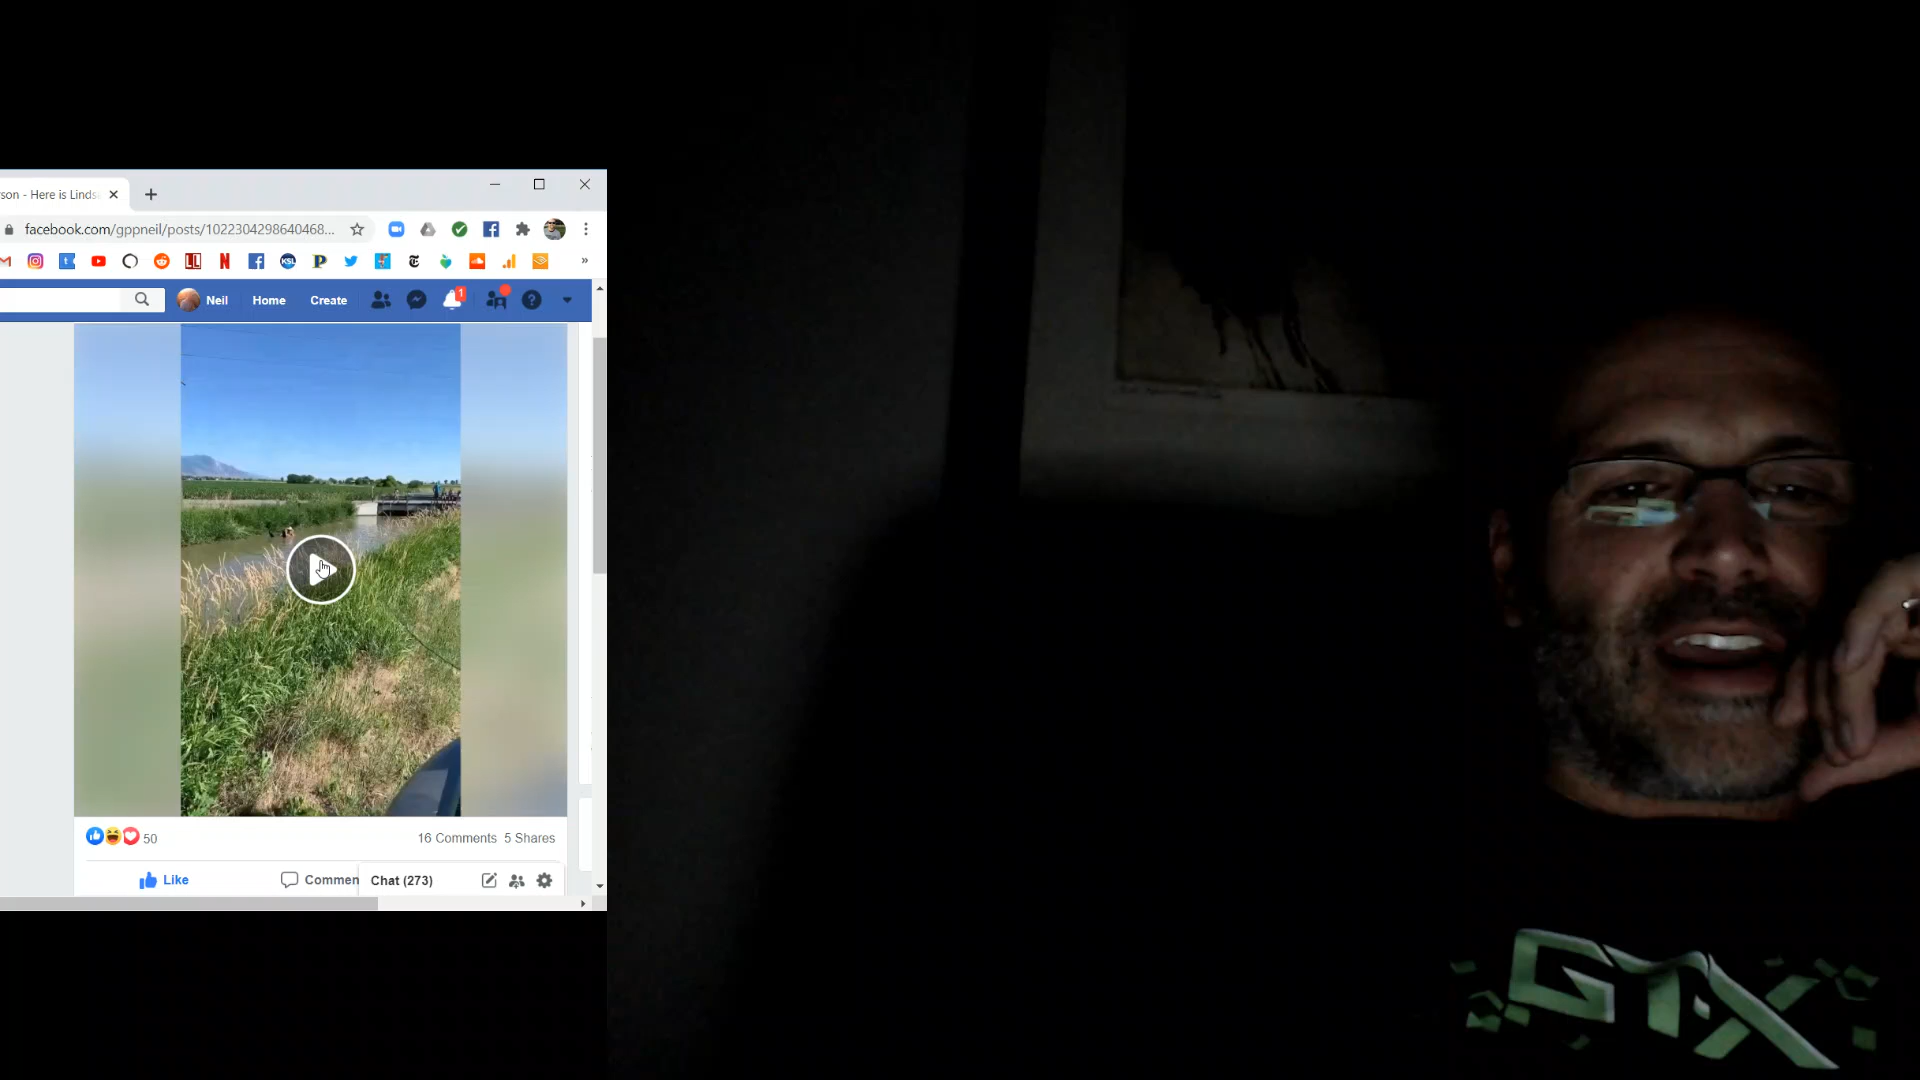 son - Here is Linds
facebook.com/gppneil/posts/1022304298640468...
Neil Home Create 1
50 16 Comments 5 Shares
Like Commen Chat (273)
GTX